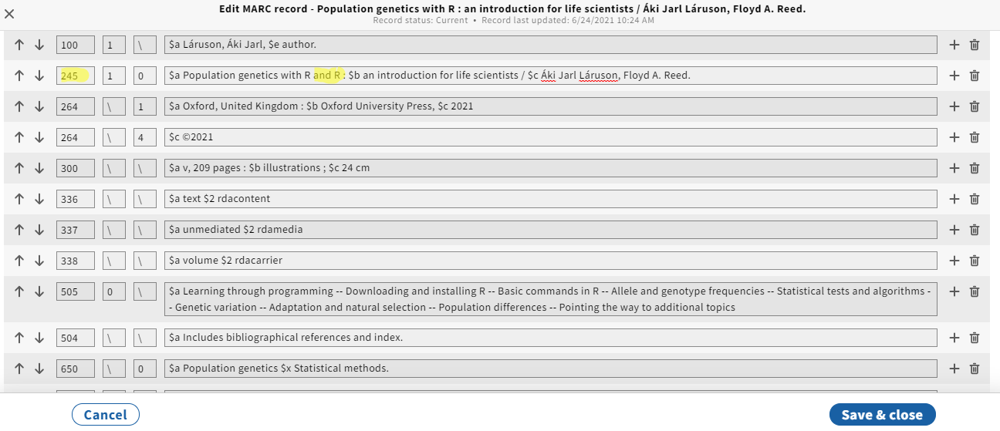 Edit MARC record - Population genetics with R : an introduction for life scientists / Áki Jarl Láruson, Floyd A. Reed.
Record status: Current • Record last updated: 6/24/2021 10:24 AM
100 1 \ $a Láruson, Áki Jarl, $e author.
245 1 0 $a Population genetics with R and R : $b an introduction for life scientists / $c Áki Jarl Láruson, Floyd A. Reed.
264 \ 1 $a Oxford, United Kingdom : $b Oxford University Press, $c 2021
264 \ 4 $c ©2021
300 \ \ $a v, 209 pages : $b illustrations ; $c 24 cm
336 \ \ $a text $2 rdacontent
337 \ \ $a unmediated $2 rdamedia
338 \ \ $a volume $2 rdacarrier
505 0 \ $a Learning through programming -- Downloading and installing R -- Basic commands in R -- Allele and genotype frequencies -- Statistical tests and algorithms -
- Genetic variation -- Adaptation and natural selection -- Population differences -- Pointing the way to additional topics
504 \ \ $a Includes bibliographical references and index.
650 \ 0 $a Population genetics $x Statistical methods.
Cancel Save & close